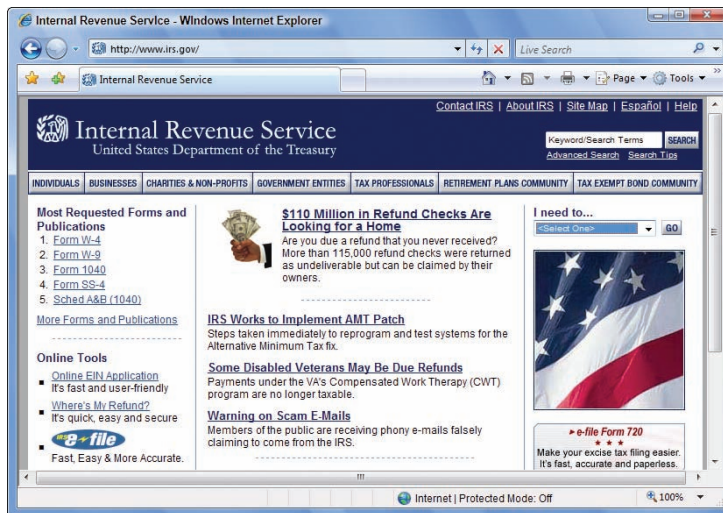 Internal Revenue Service - Windows Internet Explorer
http://www.irs.gov/
Live Search
Internal Revenue Service
Page
Tools
Contact IRS | About IRS | Site Map | Español | Help
Internal Revenue Service
United States Department of the Treasury
Keyword/Search Terms SEARCH
Advanced Search Search Tips
INDIVIDUALS BUSINESSES CHARITIES & NON-PROFITS GOVERNMENT ENTITIES TAX PROFESSIONALS RETIREMENT PLANS COMMUNITY TAX EXEMPT BOND COMMUNITY
Most Requested Forms and
Publications
1. Form W-4
2. Form W-9
3. Form 1040
4. Form SS-4
5. Sched A&B (1040)
More Forms and Publications
Online Tools
Online EIN Application
It's fast and user-friendly
Where's My Refund?
It's quick, easy and secure
IRS e-file
Fast, Easy & More Accurate.
$110 Million in Refund Checks Are
Looking for a Home
Are you due a refund that you never received?
More than 115,000 refund checks were returned
as undeliverable but can be claimed by their
owners.
IRS Works to Implement AMT Patch
Steps taken immediately to reprogram and test systems for the
Alternative Minimum Tax fix.
Some Disabled Veterans May Be Due Refunds
Payments under the VA's Compensated Work Therapy (CWT)
program are no longer taxable.
Warning on Scam E-Mails
Members of the public are receiving phony e-mails falsely
claiming to come from the IRS.
I need to...
<Select One> GO
e-file Form 720
Make your excise tax filing easier.
It's fast, accurate and paperless.
Internet | Protected Mode: Off
100%